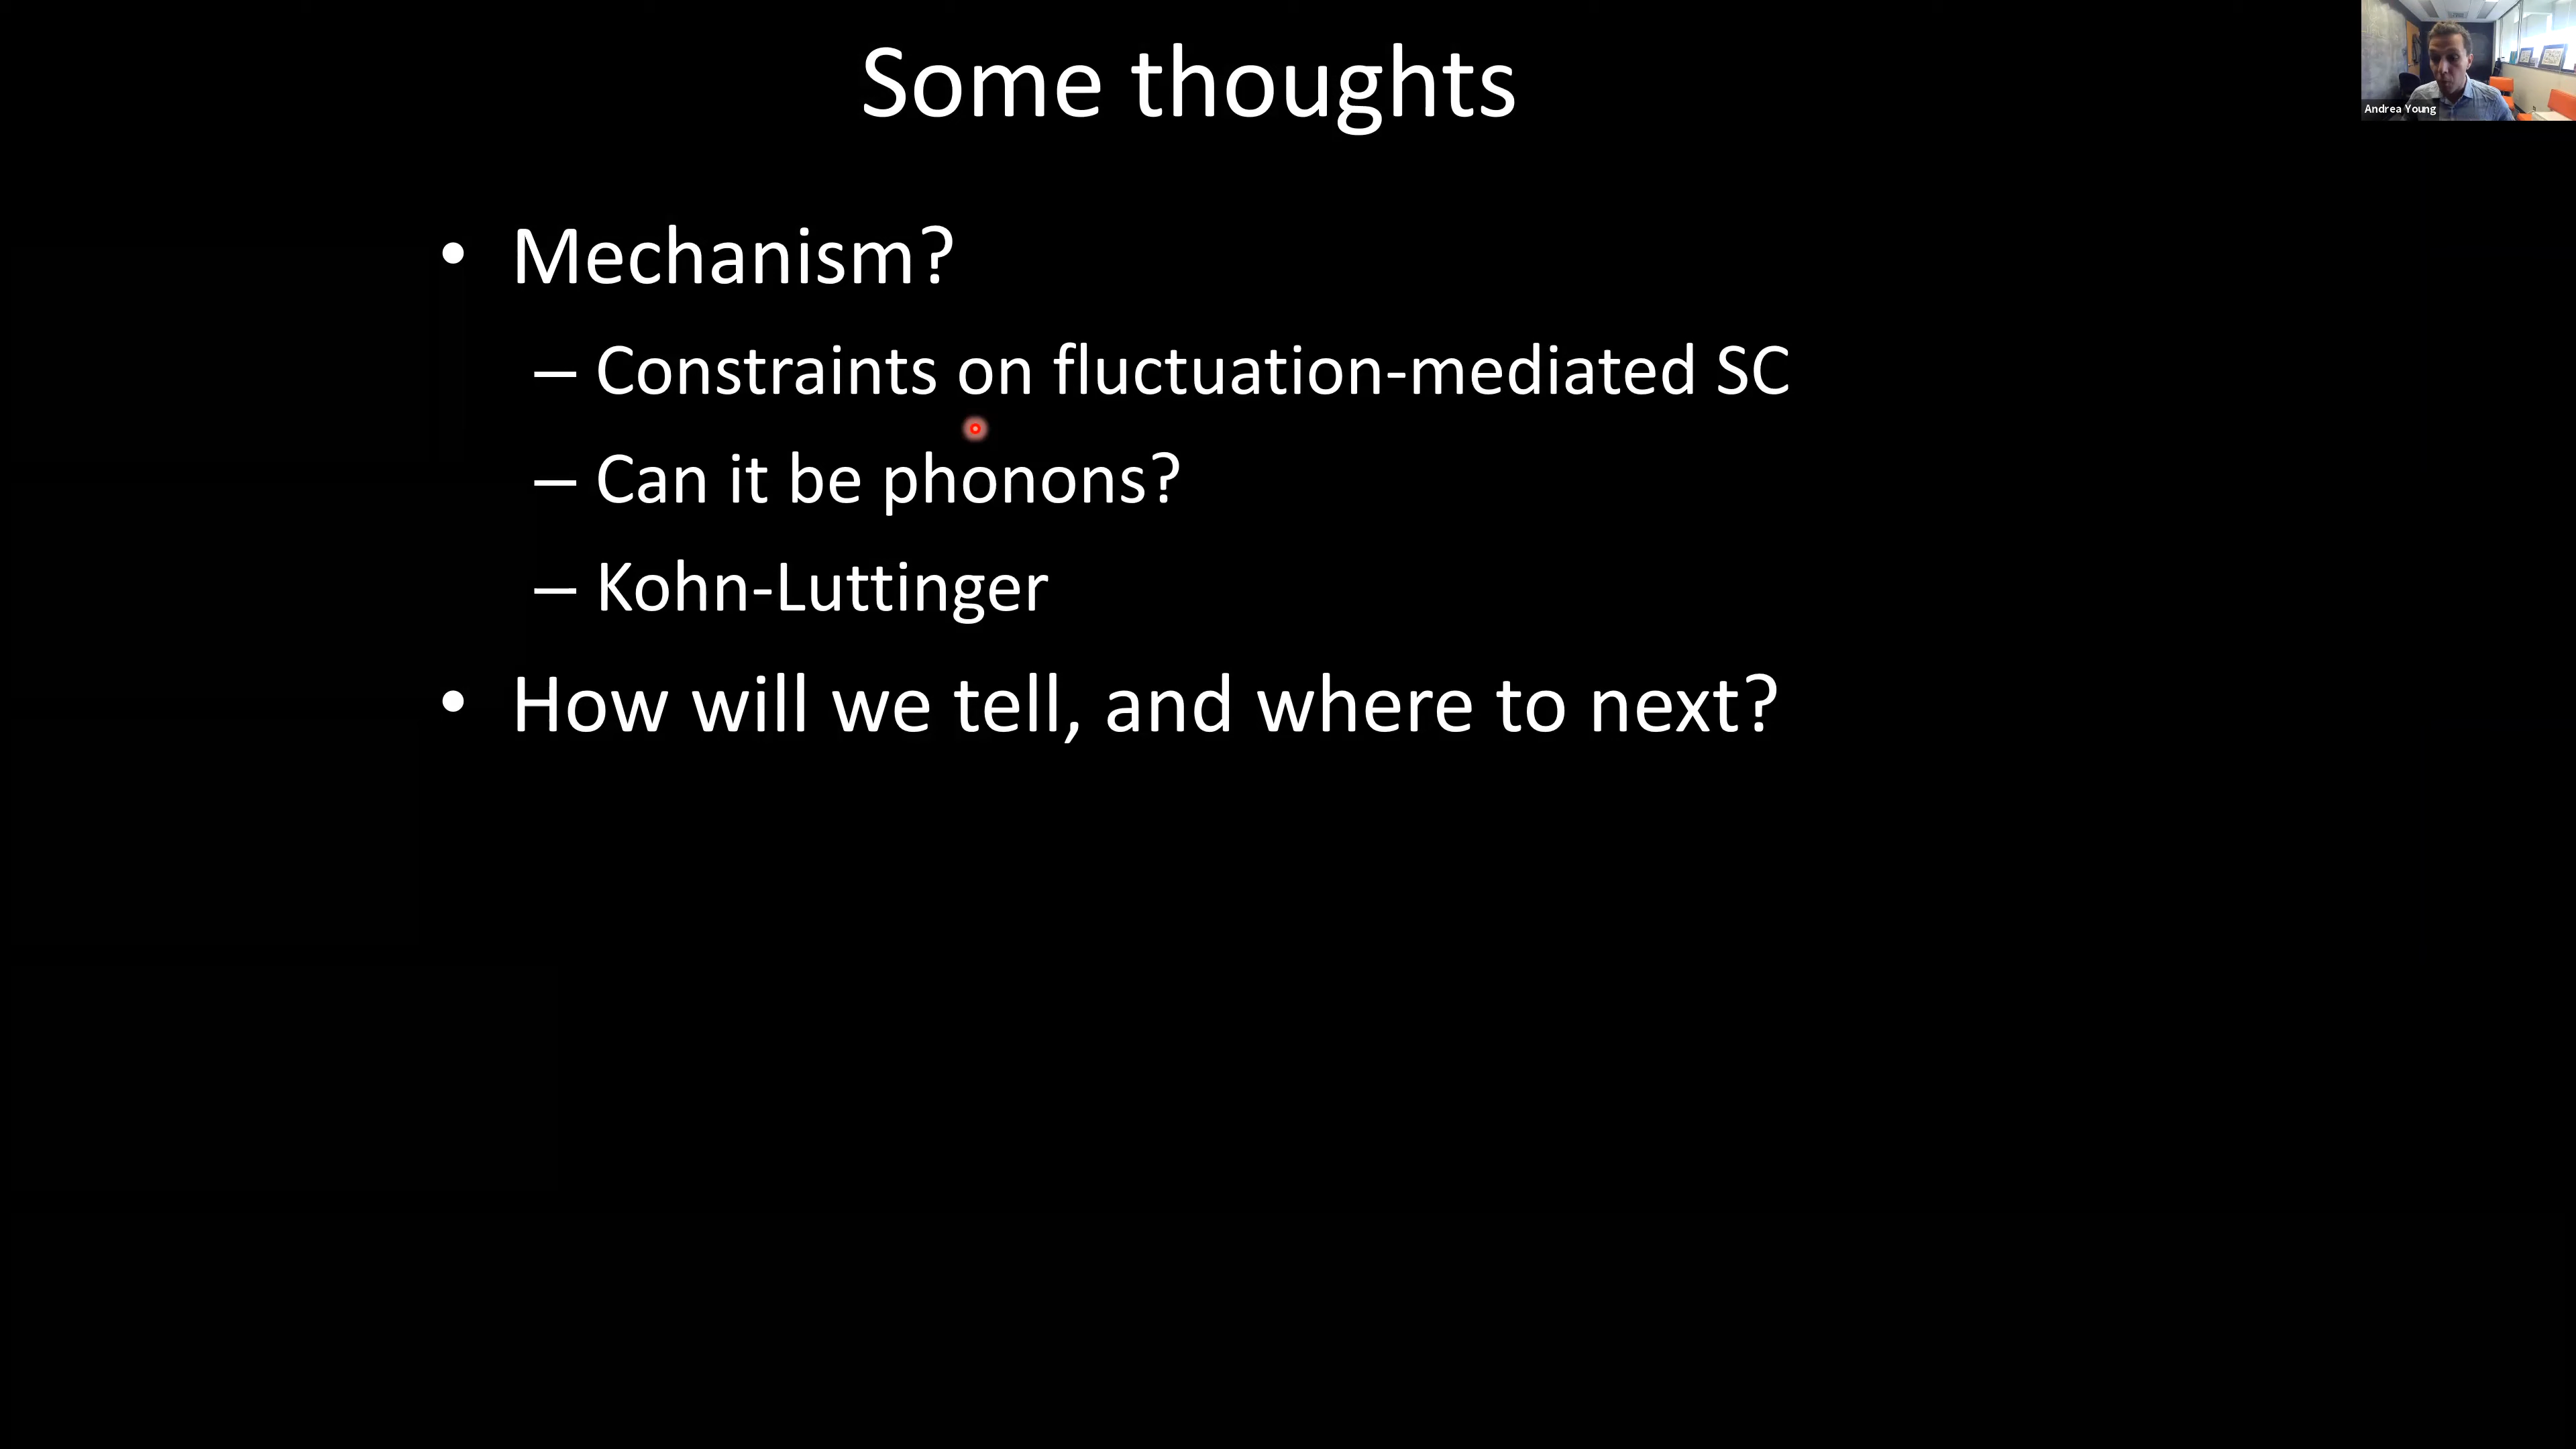 Some thoughts
Andrea Young
• Mechanism?
– Constraints on fluctuation-mediated SC
– Can it be phonons?
– Kohn-Luttinger
• How will we tell, and where to next?